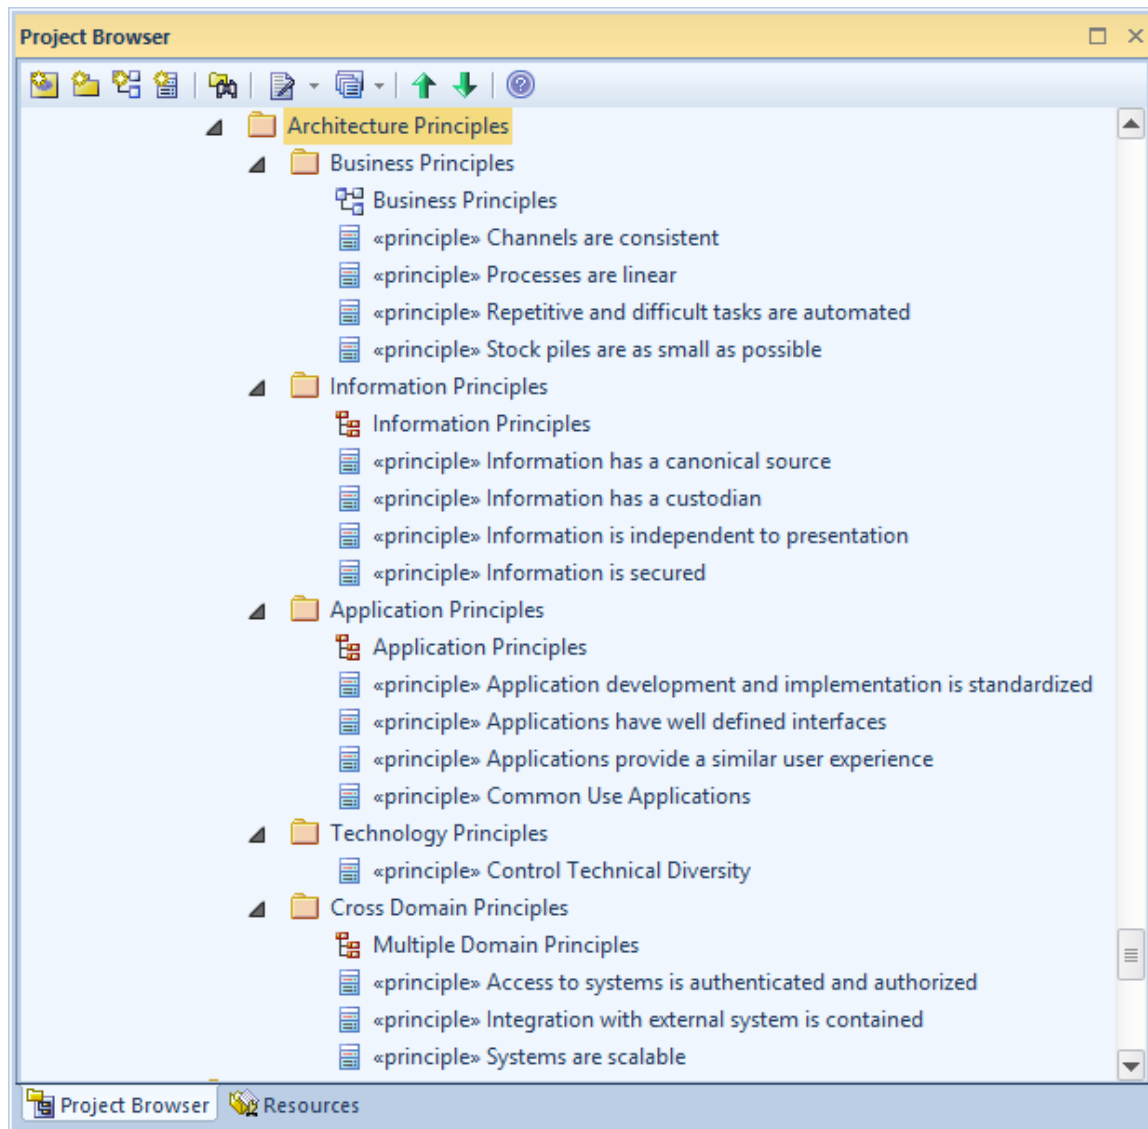 Project Browser
Architecture Principles
Business Principles
Business Principles
«principle» Channels are consistent
«principle» Processes are linear
«principle» Repetitive and difficult tasks are automated
«principle» Stock piles are as small as possible
Information Principles
Information Principles
«principle» Information has a canonical source
«principle» Information has a custodian
«principle» Information is independent to presentation
«principle» Information is secured
Application Principles
Application Principles
«principle» Application development and implementation is standardized
«principle» Applications have well defined interfaces
«principle» Applications provide a similar user experience
«principle» Common Use Applications
Technology Principles
«principle» Control Technical Diversity
Cross Domain Principles
Multiple Domain Principles
«principle» Access to systems is authenticated and authorized
«principle» Integration with external system is contained
«principle» Systems are scalable
Project Browser Resources